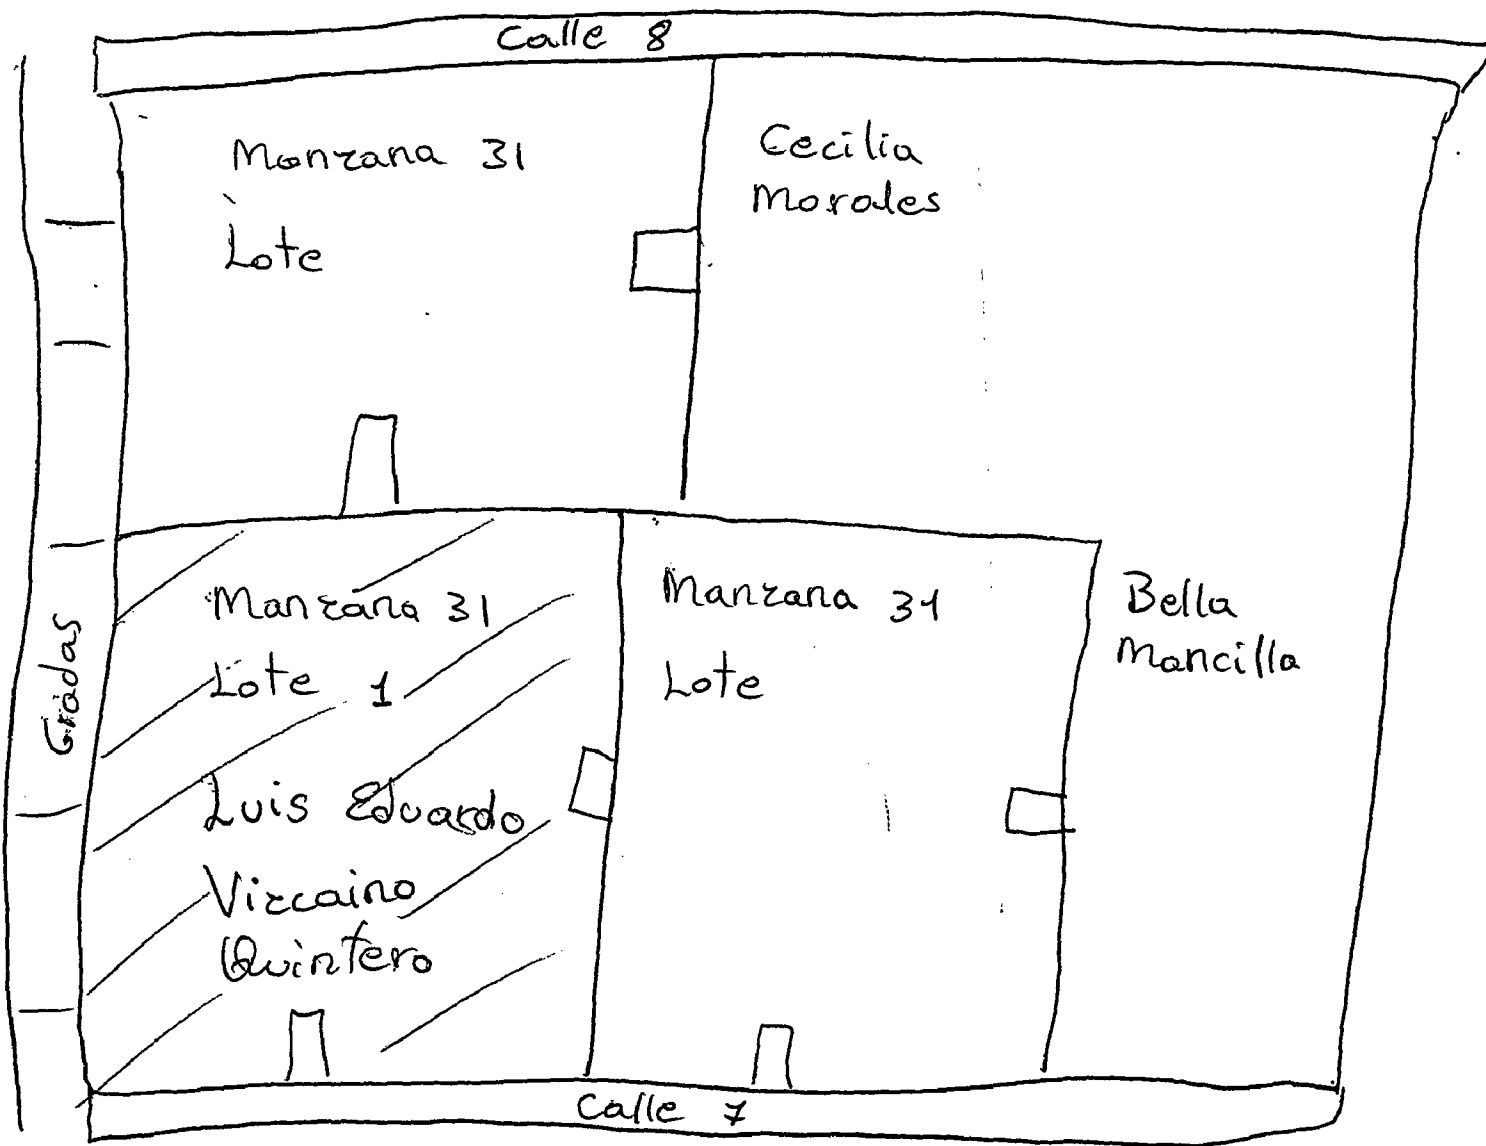 Calle 8
Manzana 31
Lote
Cecilia
Morales
Manzana 31
Lote 1
Luis Eduardo
Vizcaino
Quintero
Manzana 31
Lote
Bella
Mancilla
Gradas
Calle 7